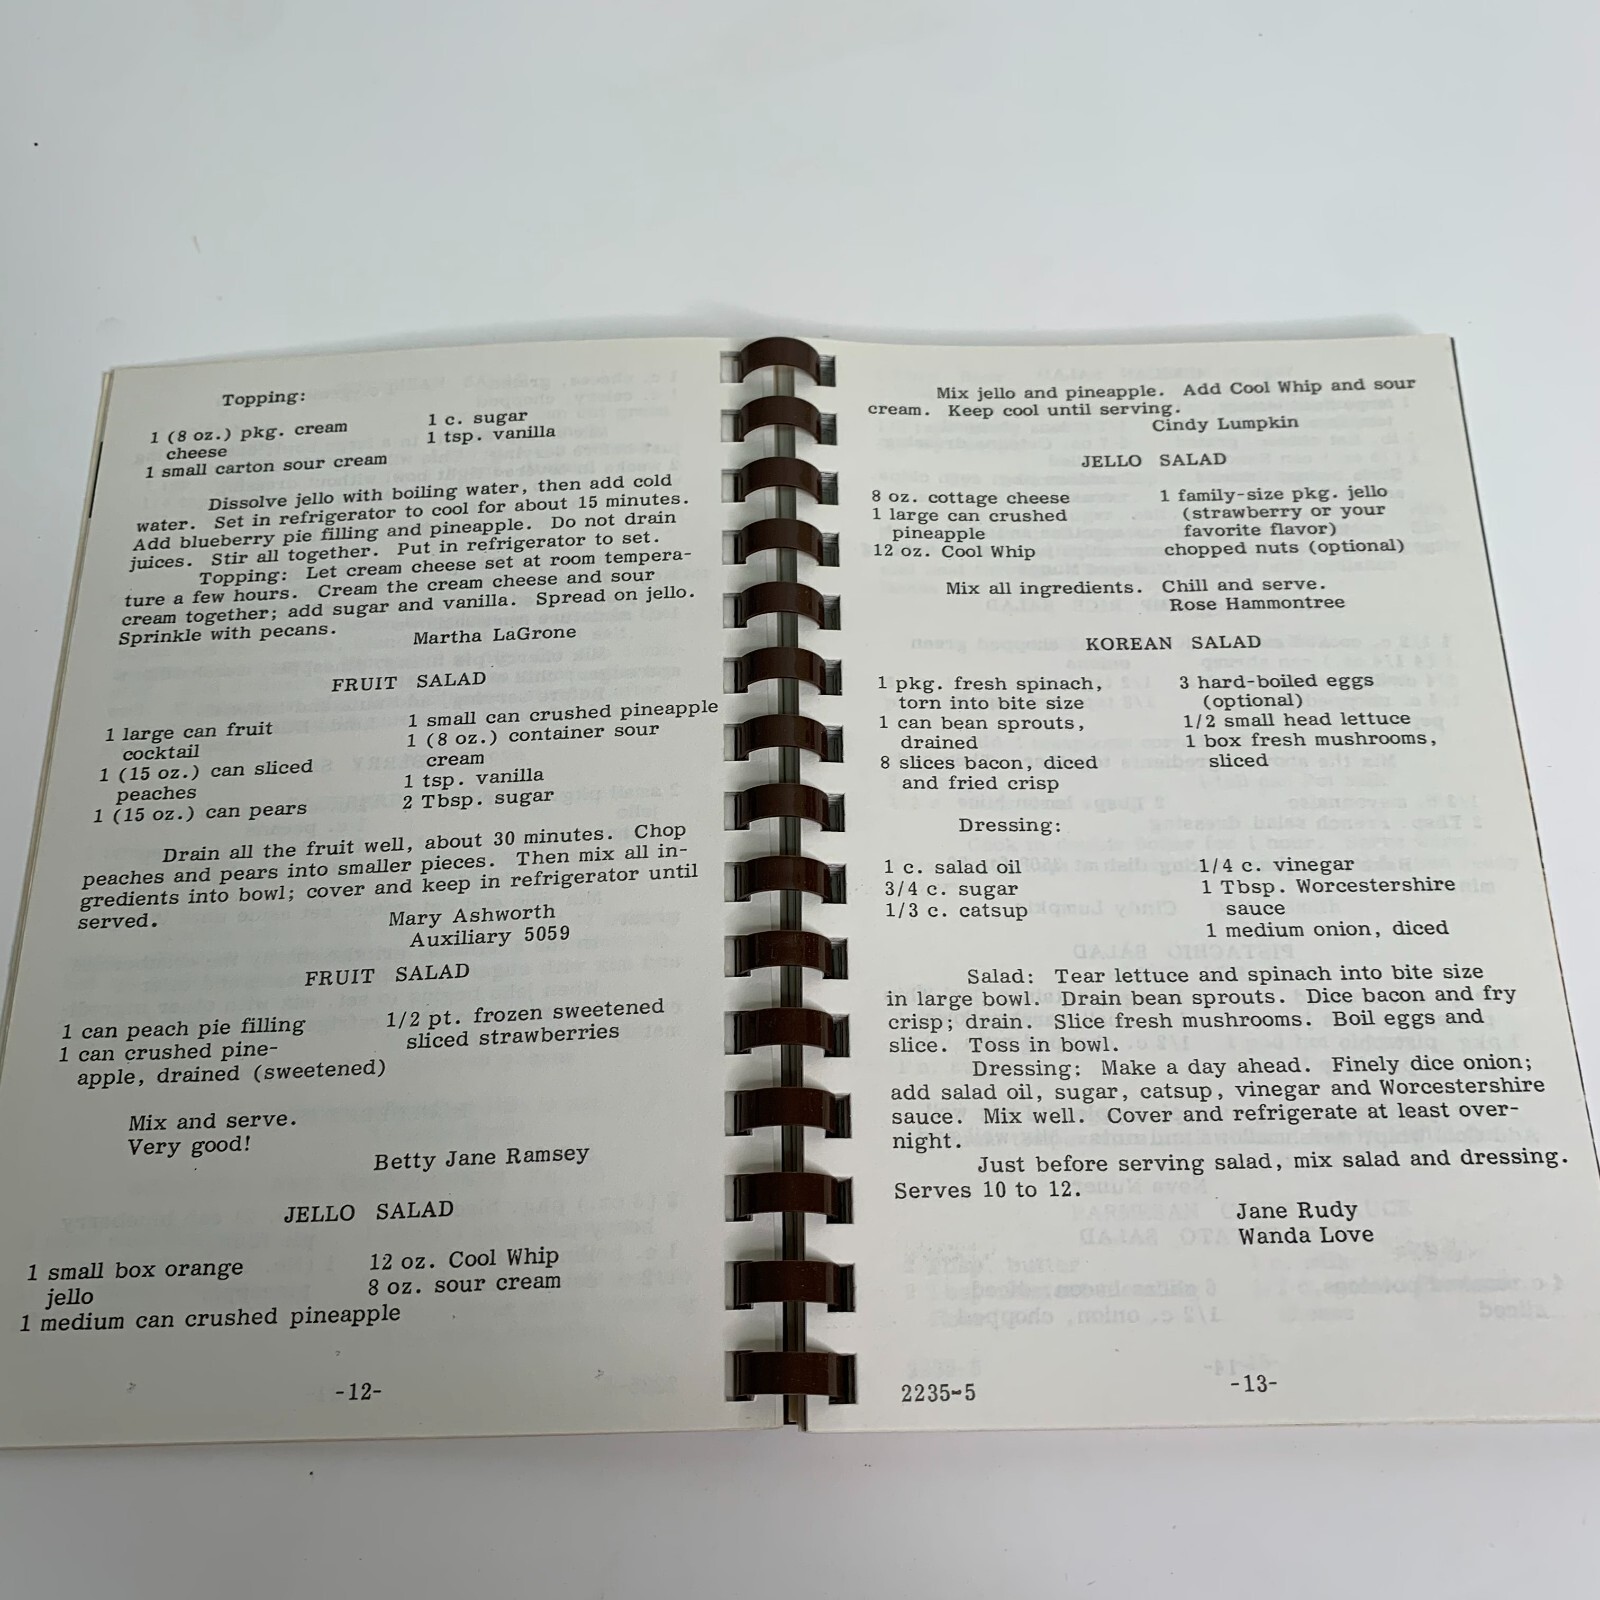 Topping:
1 (8 oz.) pkg. cream
cheese
1 small carton sour cream
1 c. sugar
1 tsp. vanilla
Dissolve jello with boiling water, then add cold
water. Set in refrigerator to cool for about 15 minutes.
Add blueberry pie filling and pineapple. Do not drain
juices. Stir all together. Put in refrigerator to set.
Topping: Let cream cheese set at room tempera-
ture a few hours. Cream the cream cheese and sour
cream together; add sugar and vanilla. Spread on jello.
Sprinkle with pecans.
Martha LaGrone
FRUIT SALAD
1 large can fruit
cocktail
1 (15 oz.) can sliced
peaches
1 (15 oz.) can pears
1 small can crushed pineapple
1 (8 oz.) container sour
cream
1 tsp. vanilla
2 Tbsp. sugar
Drain all the fruit well, about 30 minutes. Chop
peaches and pears into smaller pieces. Then mix all in-
gredients into bowl; cover and keep in refrigerator until
served.
Mary Ashworth
Auxiliary 5059
FRUIT SALAD
1 can peach pie filling
1 can crushed pine-
apple, drained (sweetened)
1/2 pt. frozen sweetened
sliced strawberries
Mix and serve.
Very good!
Betty Jane Ramsey
JELLO SALAD
1 small box orange
jello
1 medium can crushed pineapple
12 oz. Cool Whip
8 oz. sour cream
-12-
Mix jello and pineapple. Add Cool Whip and sour
cream. Keep cool until serving.
Cindy Lumpkin
JELLO SALAD
8 oz. cottage cheese
1 large can crushed
pineapple
12 oz. Cool Whip
1 family-size pkg. jello
(strawberry or your
favorite flavor)
chopped nuts (optional)
Mix all ingredients. Chill and serve.
Rose Hammontree
KOREAN SALAD
1 pkg. fresh spinach,
torn into bite size
1 can bean sprouts,
drained
8 slices bacon, diced
and fried crisp
3 hard-boiled eggs
(optional)
1/2 small head lettuce
1 box fresh mushrooms,
sliced
Dressing:
1 c. salad oil
3/4 c. sugar
1/3 c. catsup
1/4 c. vinegar
1 Tbsp. Worcestershire
sauce
1 medium onion, diced
Salad: Tear lettuce and spinach into bite size
in large bowl. Drain bean sprouts. Dice bacon and fry
crisp; drain. Slice fresh mushrooms. Boil eggs and
slice. Toss in bowl.
Dressing: Make a day ahead. Finely dice onion;
add salad oil, sugar, catsup, vinegar and Worcestershire
sauce. Mix well. Cover and refrigerate at least over-
night.
Just before serving salad, mix salad and dressing.
Serves 10 to 12.
Jane Rudy
Wanda Love
2235-5
-13-